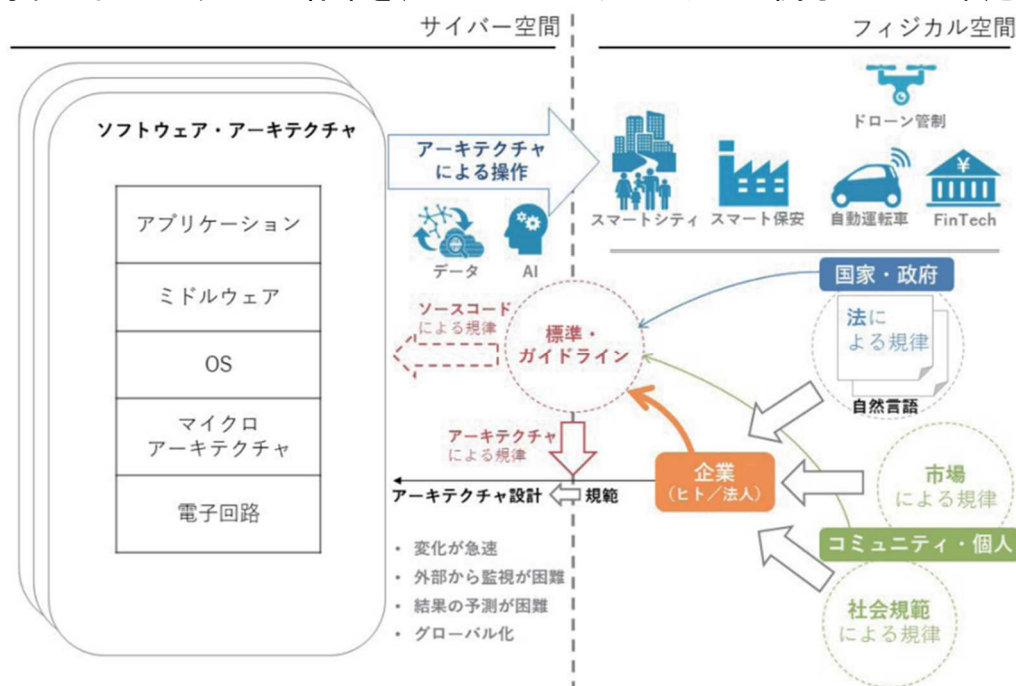 サイバー空間
フィジカル空間
ソフトウェア・アーキテクチャ
アプリケーション
ミドルウェア
OS
マイクロ
アーキテクチャ
電子回路
アーキテクチャ
による操作
データ
AI
ドローン管制
スマートシティ
スマート保安
自動運転車
¥
FinTech
ソースコード
による規律
標準・
ガイドライン
国家・政府
法に
よる規律
自然言語
アーキテクチャ
による規律
企業
(ヒト／法人)
市場
による規律
アーキテクチャ設計
規範
コミュニティ・個人
社会規範
による規律
・ 変化が急速
・ 外部から監視が困難
・ 結果の予測が困難
・ グローバル化